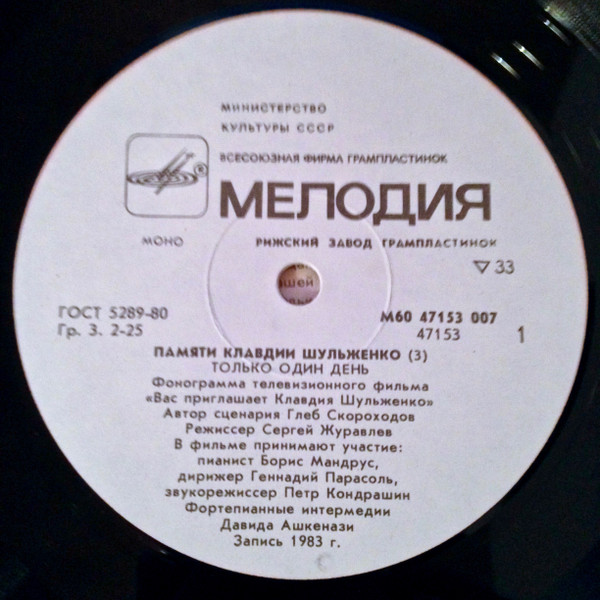 МИНИСТЕРСТВО
КУЛЬТУРЫ СССР
ВСЕСОЮЗНАЯ ФИРМА ГРАМПЛАСТИНОК
®
МЕЛОДИЯ
МОНО
РИЖСКИЙ ЗАВОД ГРАМПЛАСТИНОК
▽ 33
шей
ГОСТ 5289-80
Гр. 3. 2-25
М60 47153 007
47153
1
ПАМЯТИ КЛАВДИИ ШУЛЬЖЕНКО (3)
ТОЛЬКО ОДИН ДЕНЬ
Фонограмма телевизионного фильма
«Вас приглашает Клавдия Шульженко»
Автор сценария Глеб Скороходов
Режиссер Сергей Журавлев
В фильме принимают участие:
пианист Борис Мандрус,
дирижер Геннадий Парасоль,
звукорежиссер Петр Кондрашин
Фортепианные интермедии
Давида Ашкенази
Запись 1983 г.